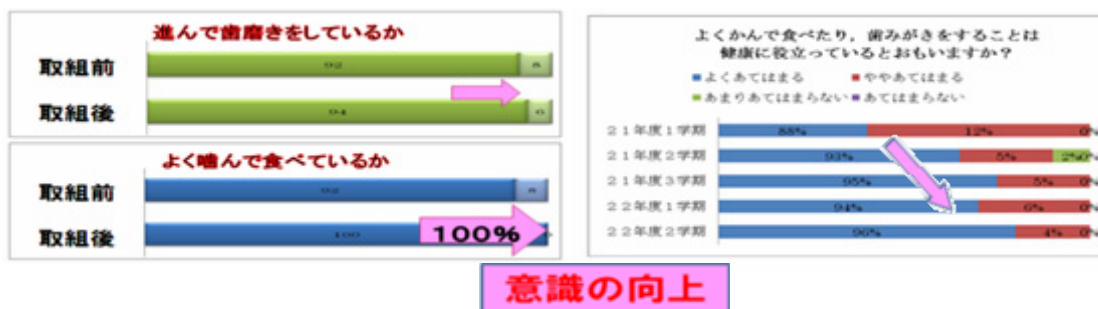 進んで歯磨きをしているか
取組前 92 8
取組後 94 6
よく噛んで食べているか
取組前 92 8
取組後 100 100%
よくかんで食べたり,歯みがきをすることは
健康に役立っているとおもいますか?
よくあてはまる ややあてはまる
あまりあてはまらない あてはまらない
21年度1学期 88% 12% 0%
21年度2学期 93% 5% 2% 0%
21年度3学期 95% 5% 0%
22年度1学期 94% 6% 0%
22年度2学期 96% 4% 0%
意識の向上